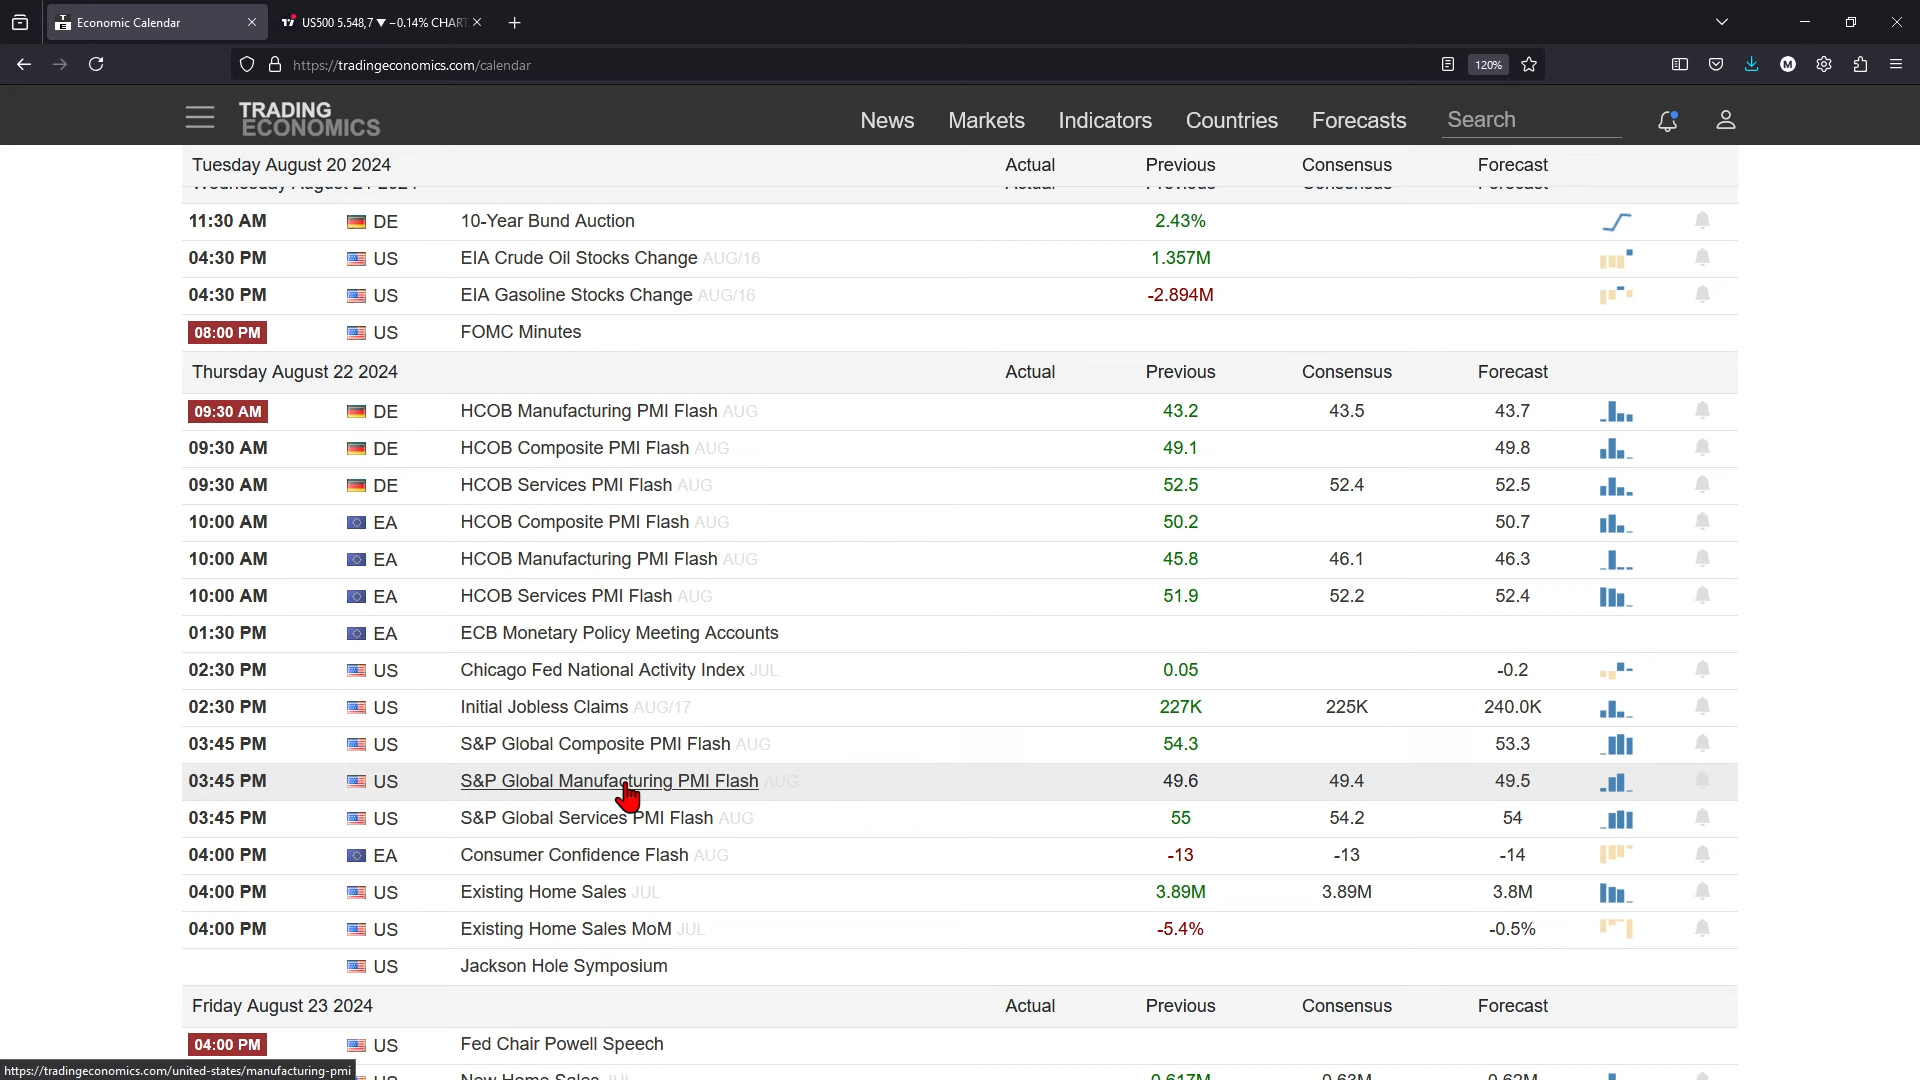 Economic Calendar
US500 5.548,7 ▼ −0.14% CHART
https://tradingeconomics.com/calendar
120%
M
TRADING ECONOMICS
News Markets Indicators Countries Forecasts Search
Tuesday August 20 2024 Actual Previous Consensus Forecast
11:30 AM DE 10-Year Bund Auction 2.43%
04:30 PM US EIA Crude Oil Stocks Change AUG/16 1.357M
04:30 PM US EIA Gasoline Stocks Change AUG/16 -2.894M
08:00 PM US FOMC Minutes
Thursday August 22 2024 Actual Previous Consensus Forecast
09:30 AM DE HCOB Manufacturing PMI Flash AUG 43.2 43.5 43.7
09:30 AM DE HCOB Composite PMI Flash AUG 49.1 49.8
09:30 AM DE HCOB Services PMI Flash AUG 52.5 52.4 52.5
10:00 AM EA HCOB Composite PMI Flash AUG 50.2 50.7
10:00 AM EA HCOB Manufacturing PMI Flash AUG 45.8 46.1 46.3
10:00 AM EA HCOB Services PMI Flash AUG 51.9 52.2 52.4
01:30 PM EA ECB Monetary Policy Meeting Accounts
02:30 PM US Chicago Fed National Activity Index JUL 0.05 -0.2
02:30 PM US Initial Jobless Claims AUG/17 227K 225K 240.0K
03:45 PM US S&P Global Composite PMI Flash AUG 54.3 53.3
03:45 PM US S&P Global Manufacturing PMI Flash AUG 49.6 49.4 49.5
03:45 PM US S&P Global Services PMI Flash AUG 55 54.2 54
04:00 PM EA Consumer Confidence Flash AUG -13 -13 -14
04:00 PM US Existing Home Sales JUL 3.89M 3.89M 3.8M
04:00 PM US Existing Home Sales MoM JUL -5.4% -0.5%
US Jackson Hole Symposium
Friday August 23 2024 Actual Previous Consensus Forecast
04:00 PM US Fed Chair Powell Speech
US New Home Sales JUL 0.617M 0.63M 0.62M
https://tradingeconomics.com/united-states/manufacturing-pmi